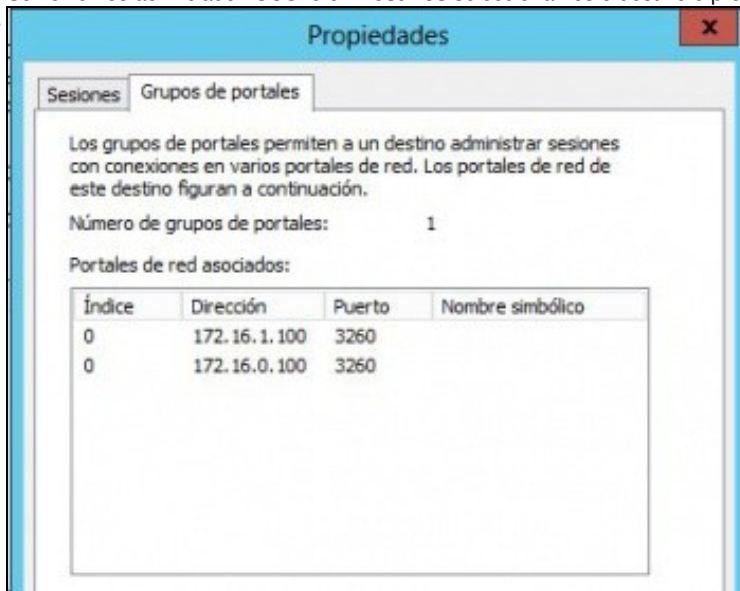 Propiedades
x
Sesiones Grupos de portales
Los grupos de portales permiten a un destino administrar sesiones
con conexiones en varios portales de red. Los portales de red de
este destino figuran a continuación.
Número de grupos de portales: 1
Portales de red asociados:
Índice Dirección Puerto Nombre simbólico
0 172.16.1.100 3260
0 172.16.0.100 3260